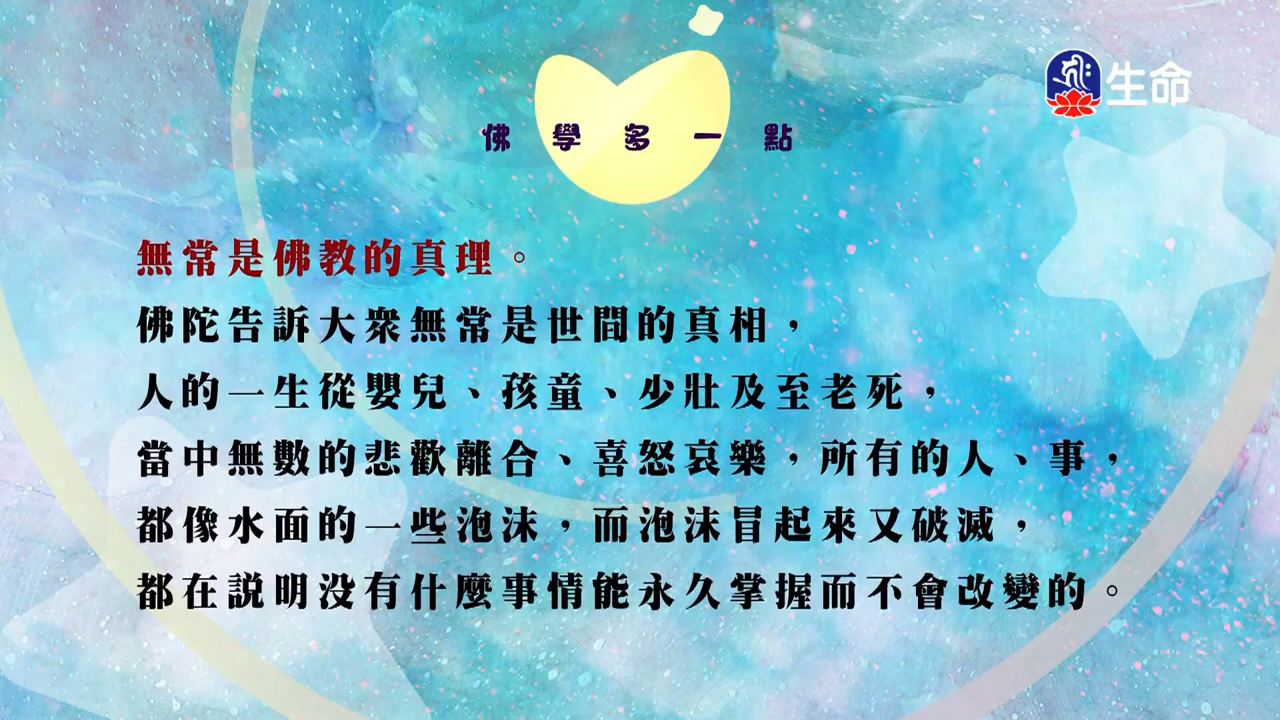 生命
佛學多一點
無常是佛教的真理。
佛陀告訴大眾無常是世間的真相，
人的一生從嬰兒、孩童、少壯及至老死，
當中無數的悲歡離合、喜怒哀樂，所有的人、事，
都像水面的一些泡沫，而泡沫冒起來又破滅，
都在説明没有什麼事情能永久掌握而不會改變的。